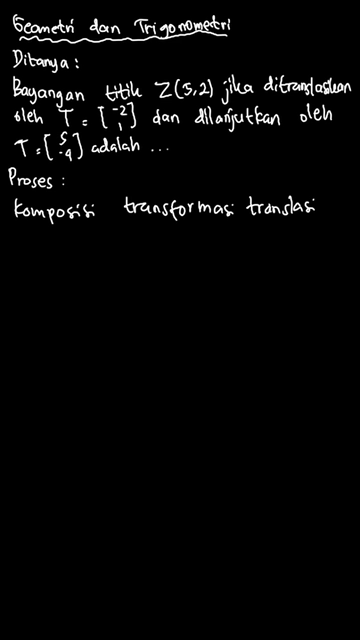 Geometri dan Trigonometri
Ditanya :
Bayangan titik Z(5,2) jika ditranslasikan
oleh T = [-2 1] dan dilanjutkan oleh
T = [5 -4] adalah ...
Proses :
Komposisi transformasi translasi